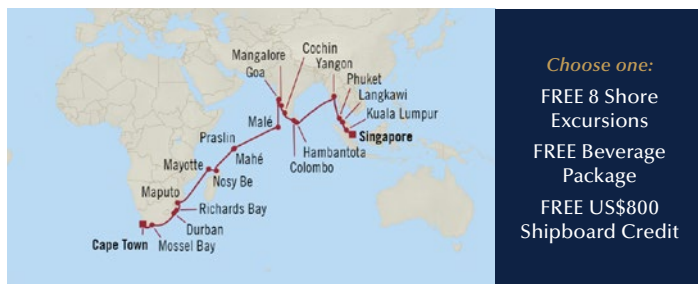 Cochin
Mangalore
Yangon
Goa
Phuket
Langkawi
Kuala Lumpur
Malé
Singapore
Praslin
Hambantota
Mahé
Colombo
Mayotte
Nosy Be
Maputo
Richards Bay
Durban
Cape Town
Mossel Bay
Choose one:
FREE 8 Shore
Excursions
FREE Beverage
Package
FREE US$800
Shipboard Credit